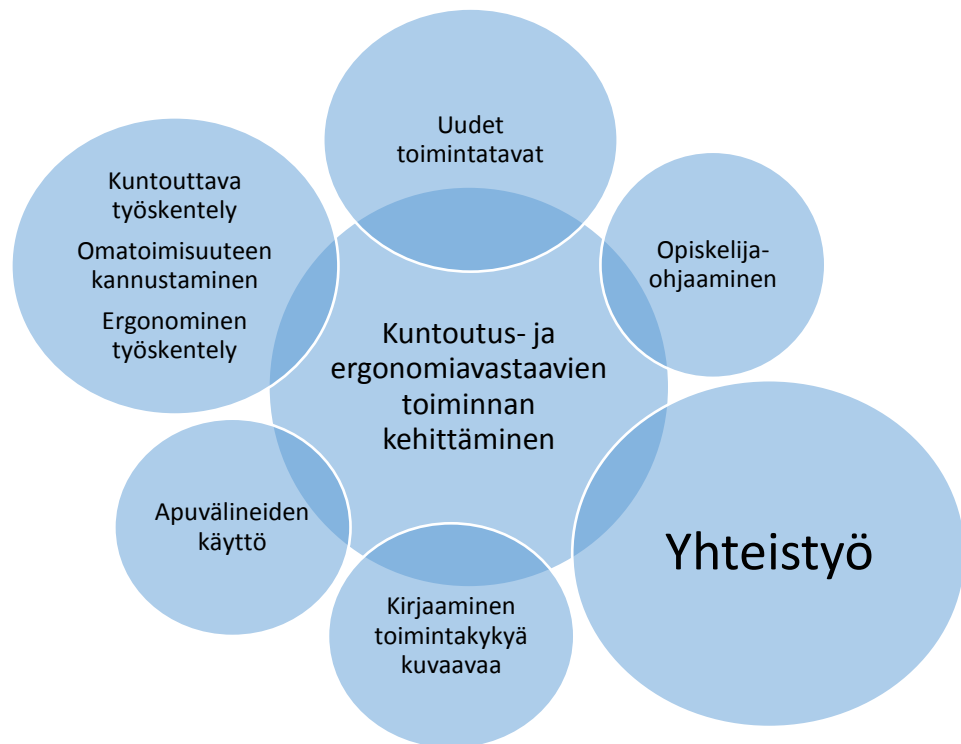 Uudet
toimintatavat
Kuntouttava
työskentely
Omatoimisuuteen
kannustaminen
Ergonominen
työskentely
Opiskelija-
ohjaaminen
Kuntoutus- ja
ergonomiavastaavien
toiminnan
kehittäminen
Apuvälineiden
käyttö
Yhteistyö
Kirjaaminen
toimintakykyä
kuvaavaa